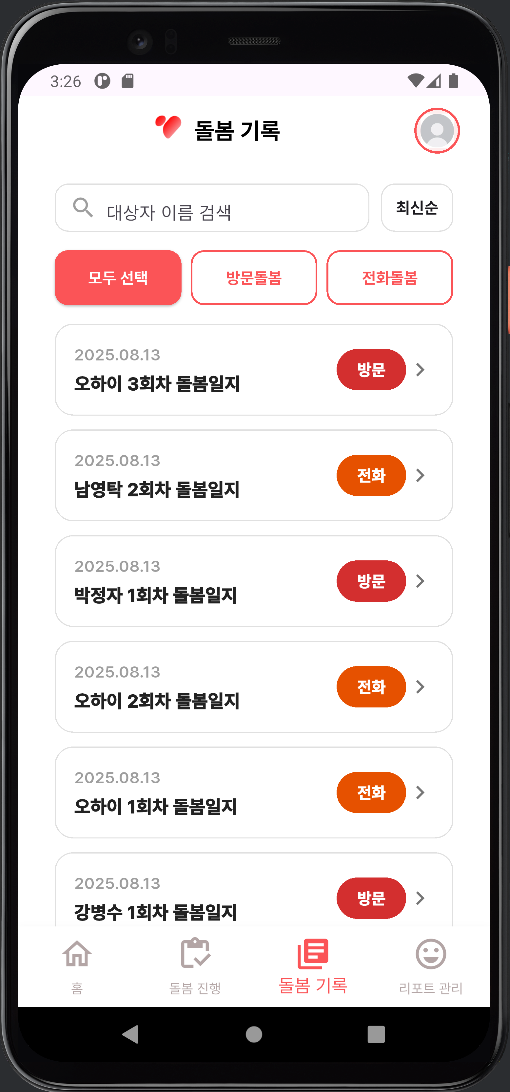 3:26
돌봄 기록
대상자 이름 검색
최신순
모두 선택
방문돌봄
전화돌봄
2025.08.13
오하이 3회차 돌봄일지
방문
2025.08.13
남영탁 2회차 돌봄일지
전화
2025.08.13
박정자 1회차 돌봄일지
방문
2025.08.13
오하이 2회차 돌봄일지
전화
2025.08.13
오하이 1회차 돌봄일지
전화
2025.08.13
강병수 1회차 돌봄일지
방문
홈
돌봄 진행
돌봄 기록
리포트 관리